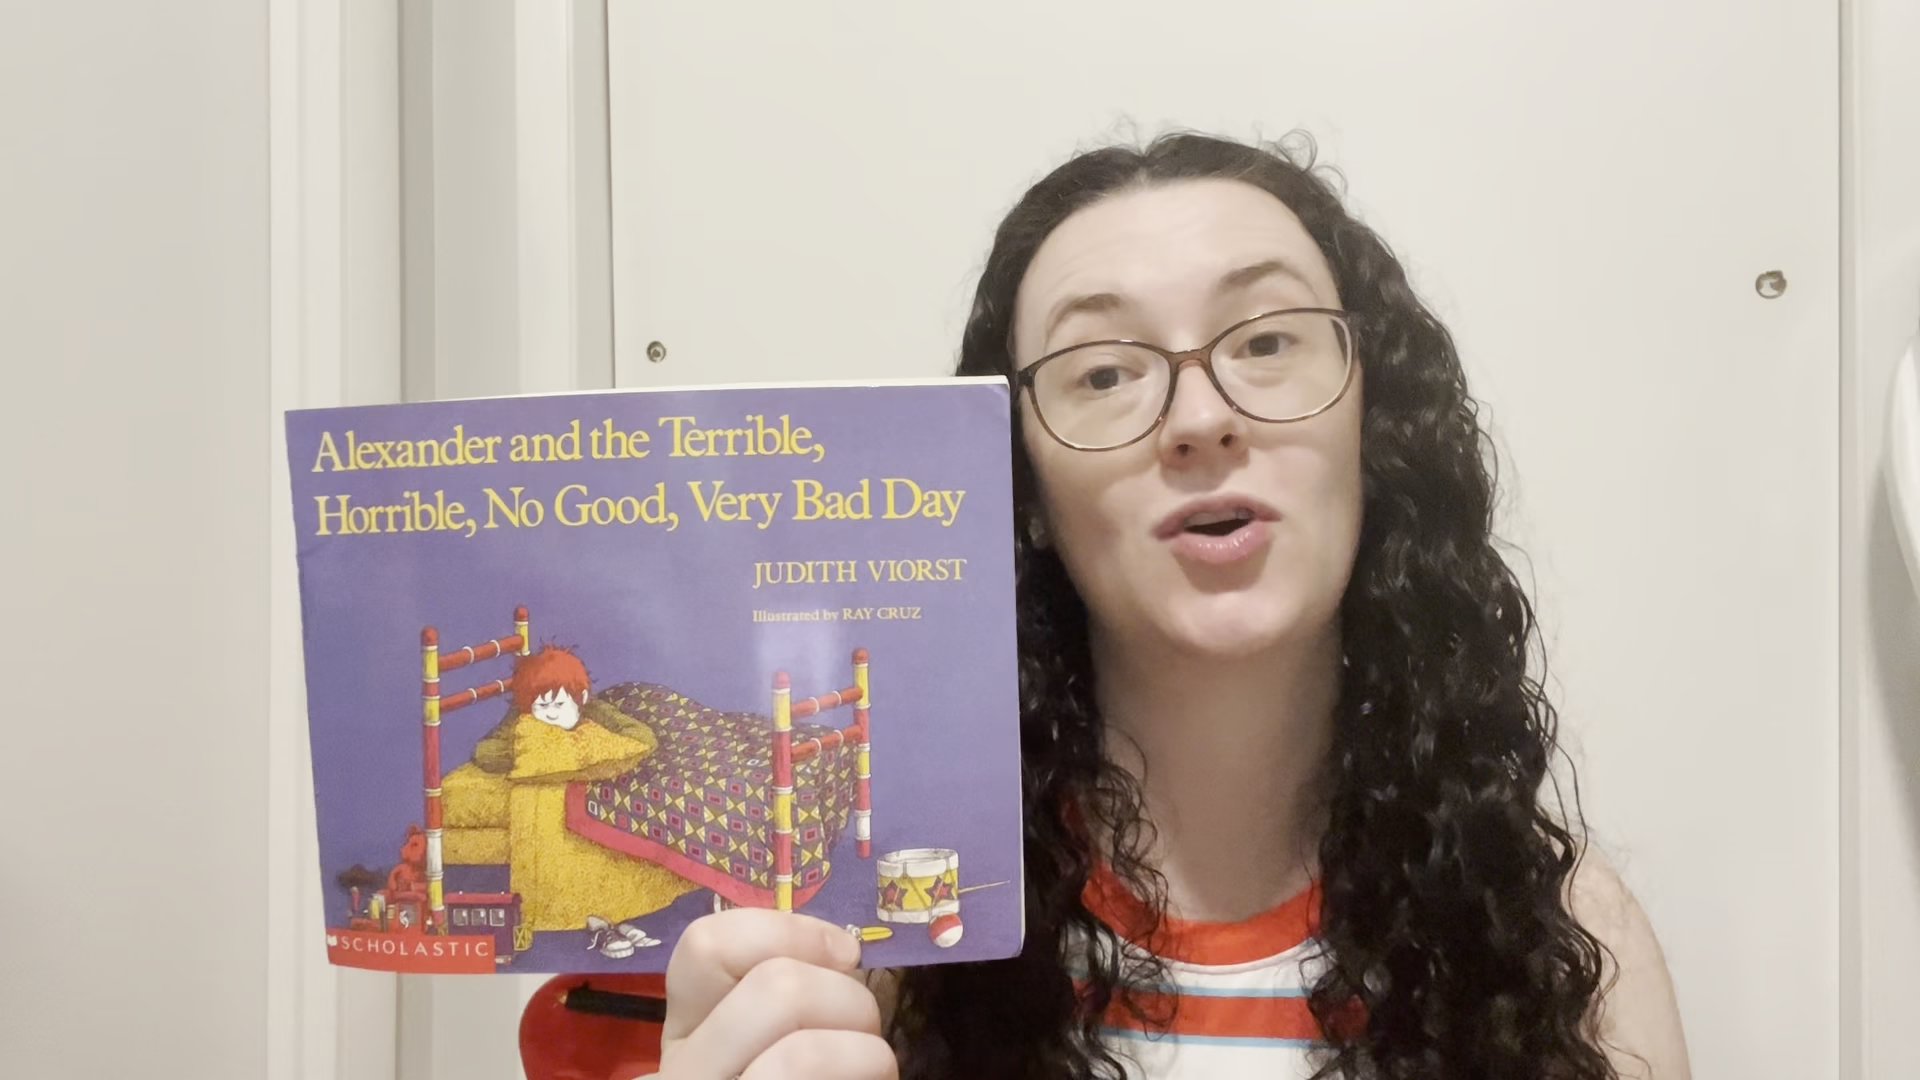 Alexander and the Terrible,
Horrible, No Good, Very Bad Day
JUDITH VIORST
Illustrated by RAY CRUZ
SCHOLASTIC